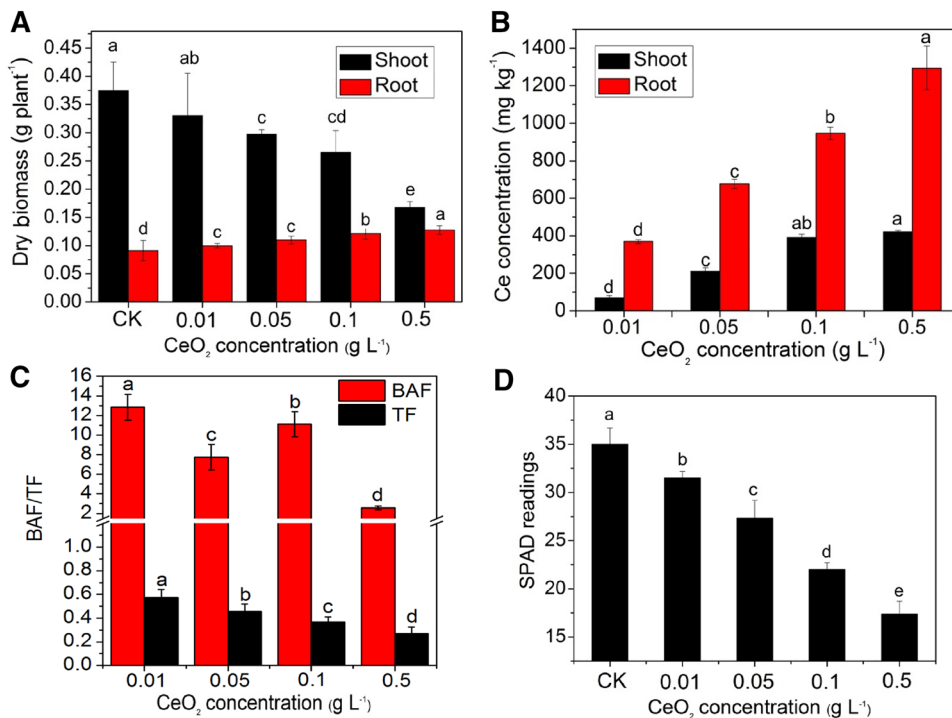 A
Dry biomass (g plant⁻¹)
0.45
0.40
0.35
0.30
0.25
0.20
0.15
0.10
0.05
0.00
Shoot
Root
a
ab
c
cd
e
d
c
c
b
a
CK 0.01 0.05 0.1 0.5
CeO₂ concentration (g L⁻¹)
B
Ce concentration (mg kg⁻¹)
1400
1200
1000
800
600
400
200
0
Shoot
Root
d
d
c
c
ab
b
a
a
0.01 0.05 0.1 0.5
CeO₂ concentration (g L⁻¹)
C
BAF/TF
16
14
12
10
8
6
4
2
1.0
0.8
0.6
0.4
0.2
0.0
BAF
TF
a
c
b
d
a
b
c
d
0.01 0.05 0.1 0.5
CeO₂ concentration (g L⁻¹)
D
SPAD readings
35
30
25
20
15
a
b
c
d
e
CK 0.01 0.05 0.1 0.5
CeO₂ concentration (g L⁻¹)